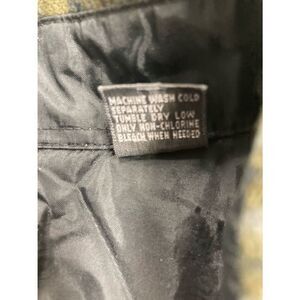 MACHINE WASH COLD
SEPARATELY
TUMBLE DRY LOW
ONLY NON-CHLORINE
BLEACH WHEN NEEDED